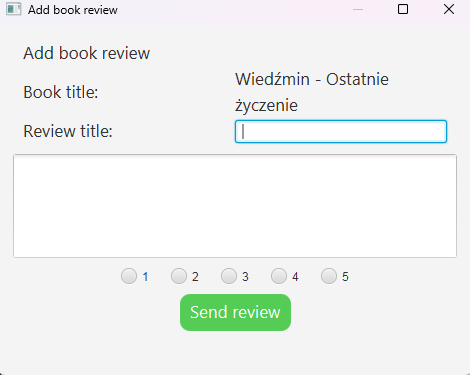 Add book review
Add book review
Book title:
Wiedźmin - Ostatnie
życzenie
Review title:
1 2 3 4 5
Send review